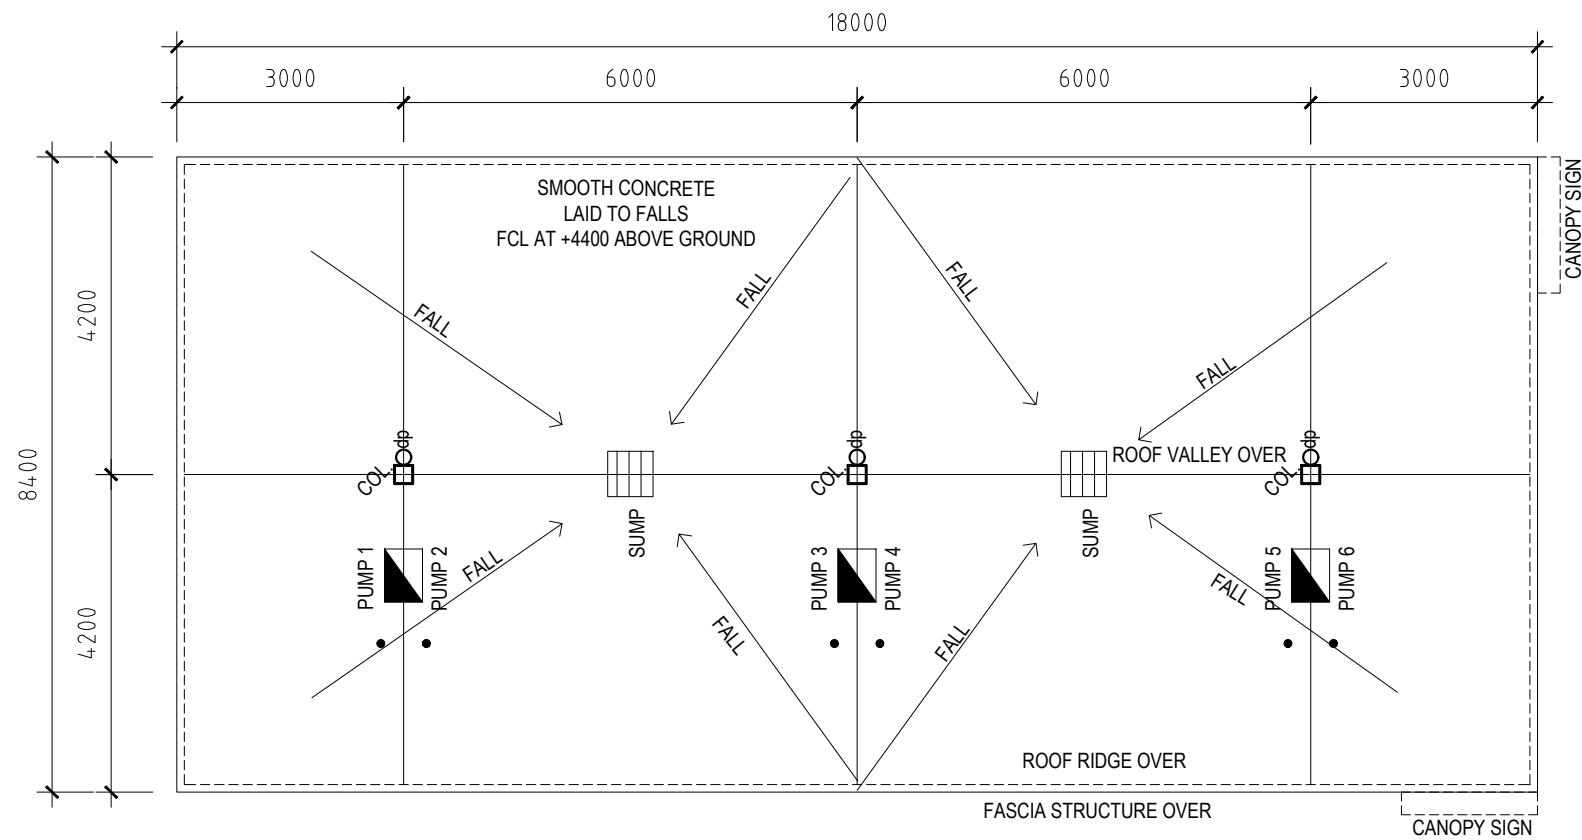 18000
3000
6000
6000
3000
SMOOTH CONCRETE
LAID TO FALLS
FCL AT +4400 ABOVE GROUND
CANOPY SIGN
4200
FALL
FALL
FALL
FALL
8400
COL.
dp
COL.
dp
ROOF VALLEY OVER
COL.
dp
SUMP
SUMP
PUMP 1
PUMP 2
FALL
PUMP 3
PUMP 4
PUMP 5
PUMP 6
FALL
4200
FALL
FALL
ROOF RIDGE OVER
FASCIA STRUCTURE OVER
CANOPY SIGN